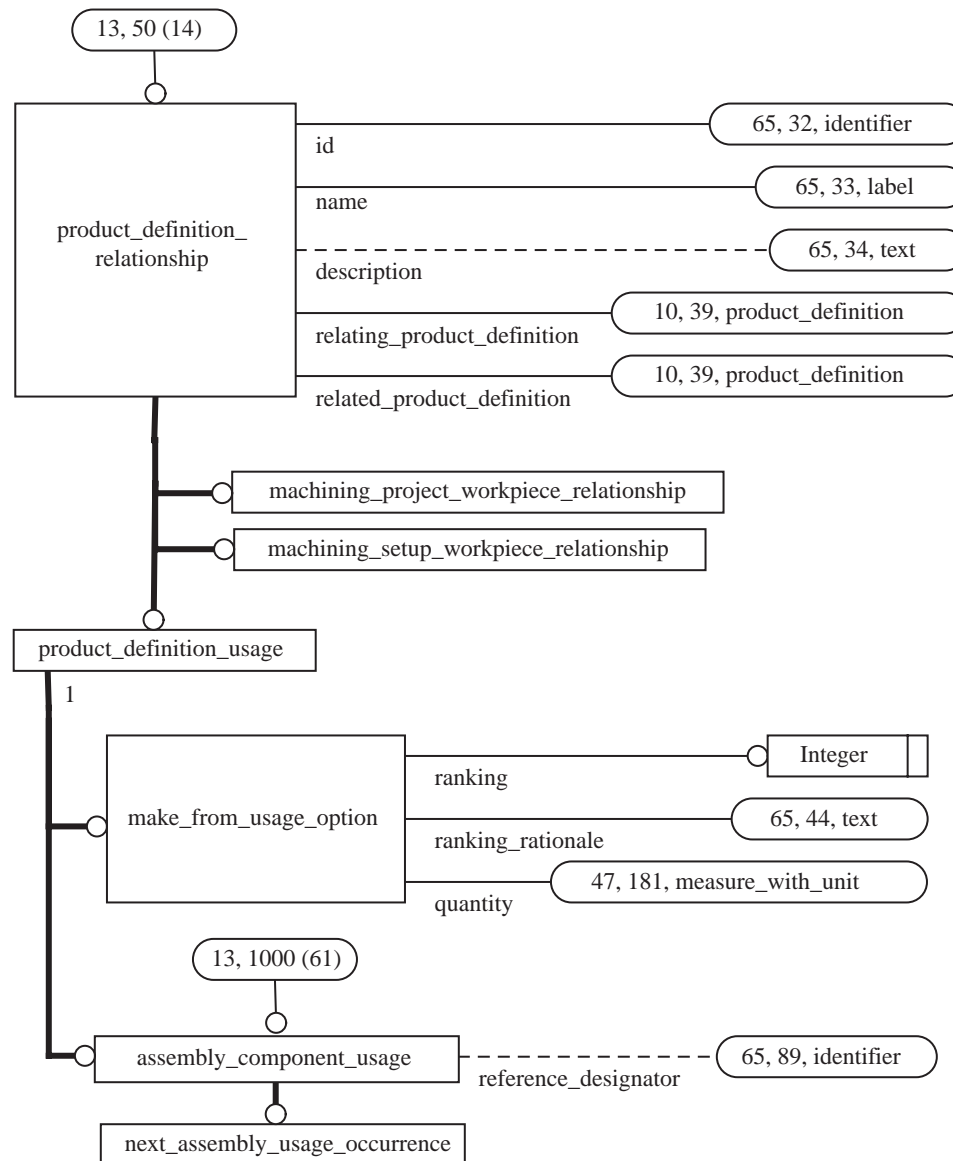 13, 50 (14)
65, 32, identifier
id
65, 33, label
name
product_definition_
relationship
65, 34, text
description
10, 39, product_definition
relating_product_definition
10, 39, product_definition
related_product_definition
machining_project_workpiece_relationship
machining_setup_workpiece_relationship
product_definition_usage
1
Integer
ranking
make_from_usage_option
65, 44, text
ranking_rationale
47, 181, measure_with_unit
quantity
13, 1000 (61)
assembly_component_usage
65, 89, identifier
reference_designator
next_assembly_usage_occurrence